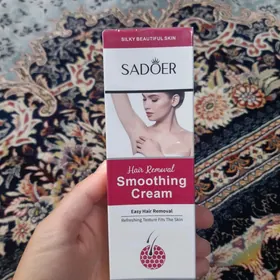 SILKY BEAUTIFUL SKIN
SADOER
Hair Removal
Smoothing
Cream
Easy Hair Removal
Refreshing Texture Fits The Skin